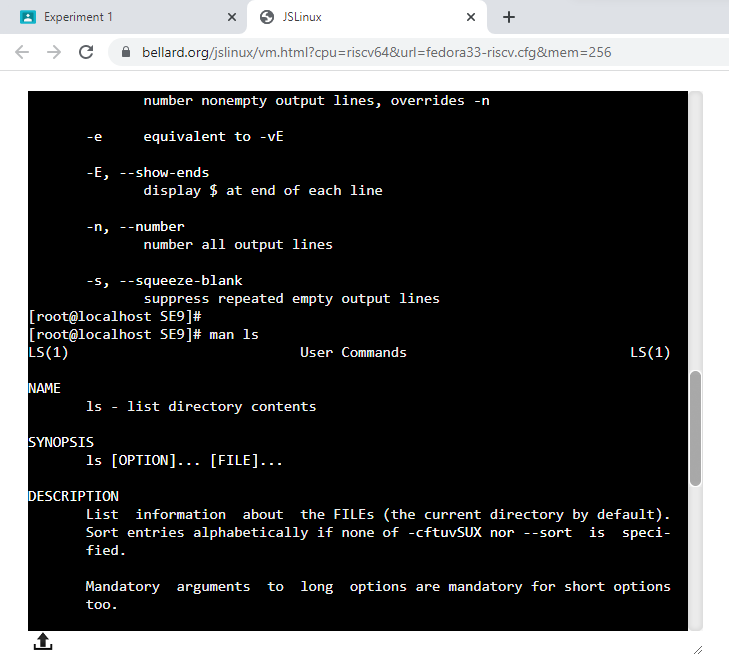 Experiment 1
JSLinux
bellard.org/jslinux/vm.html?cpu=riscv64&url=fedora33-riscv.cfg&mem=256
number nonempty output lines, overrides -n
-e     equivalent to -vE
-E, --show-ends
display $ at end of each line
-n, --number
number all output lines
-s, --squeeze-blank
suppress repeated empty output lines
[root@localhost SE9]#
[root@localhost SE9]# man ls
LS(1)                            User Commands                           LS(1)
NAME
ls - list directory contents
SYNOPSIS
ls [OPTION]... [FILE]...
DESCRIPTION
List  information  about  the FILEs (the current directory by default).
Sort entries alphabetically if none of -cftuvSUX nor --sort  is  speci-
fied.
Mandatory  arguments  to  long  options are mandatory for short options
too.